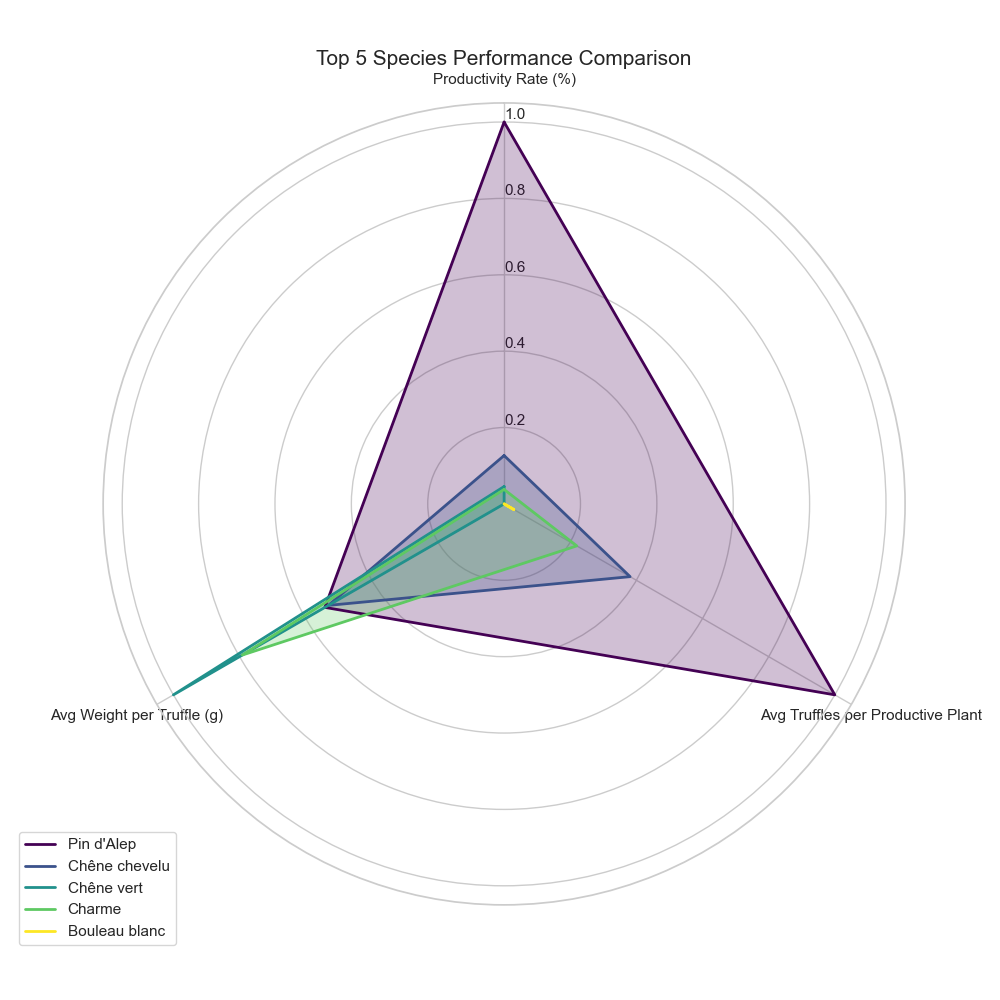 Top 5 Species Performance Comparison
Productivity Rate (%)
1.0
0.8
0.6
0.4
0.2
Avg Weight per Truffle (g)
Avg Truffles per Productive Plant
Pin d'Alep
Chêne chevelu
Chêne vert
Charme
Bouleau blanc